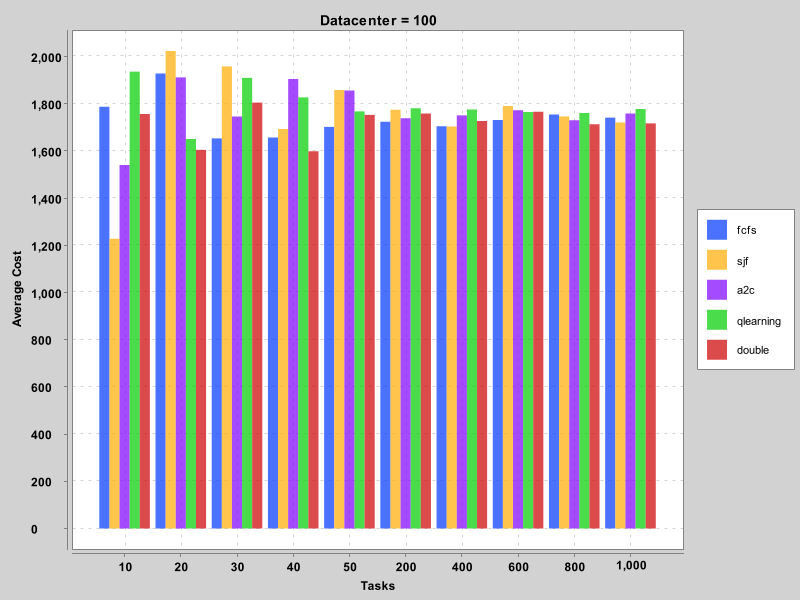 Datacenter = 100
2,000
1,800
1,600
1,400
1,200
1,000
800
600
400
200
0
Average Cost
10 20 30 40 50 200 400 600 800 1,000
Tasks
fcfs
sjf
a2c
qlearning
double